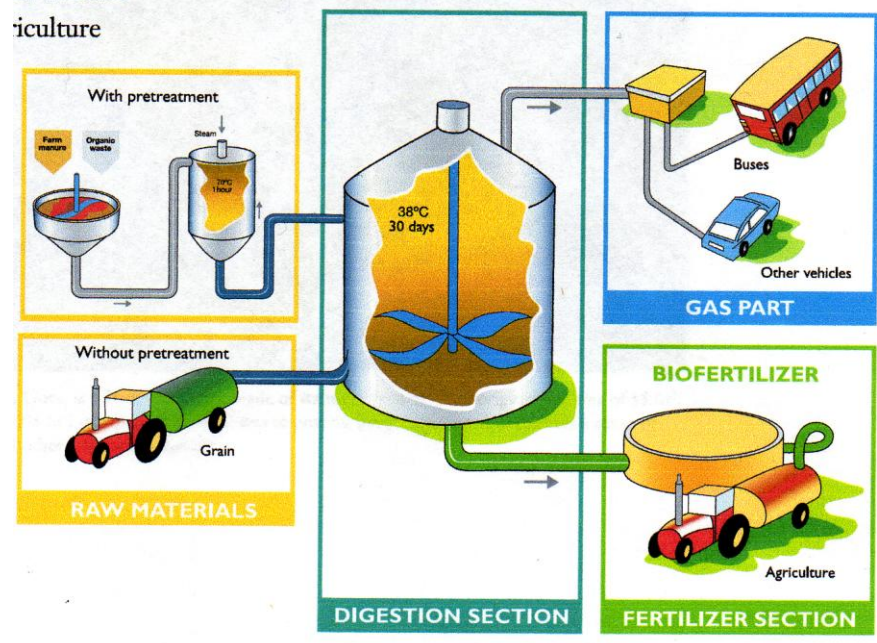 riculture
With pretreatment
Farm
manure
Organic
waste
Steam
70°C
1 hour
Without pretreatment
Grain
RAW MATERIALS
38°C
30 days
DIGESTION SECTION
Buses
Other vehicles
GAS PART
BIOFERTILIZER
Agriculture
FERTILIZER SECTION